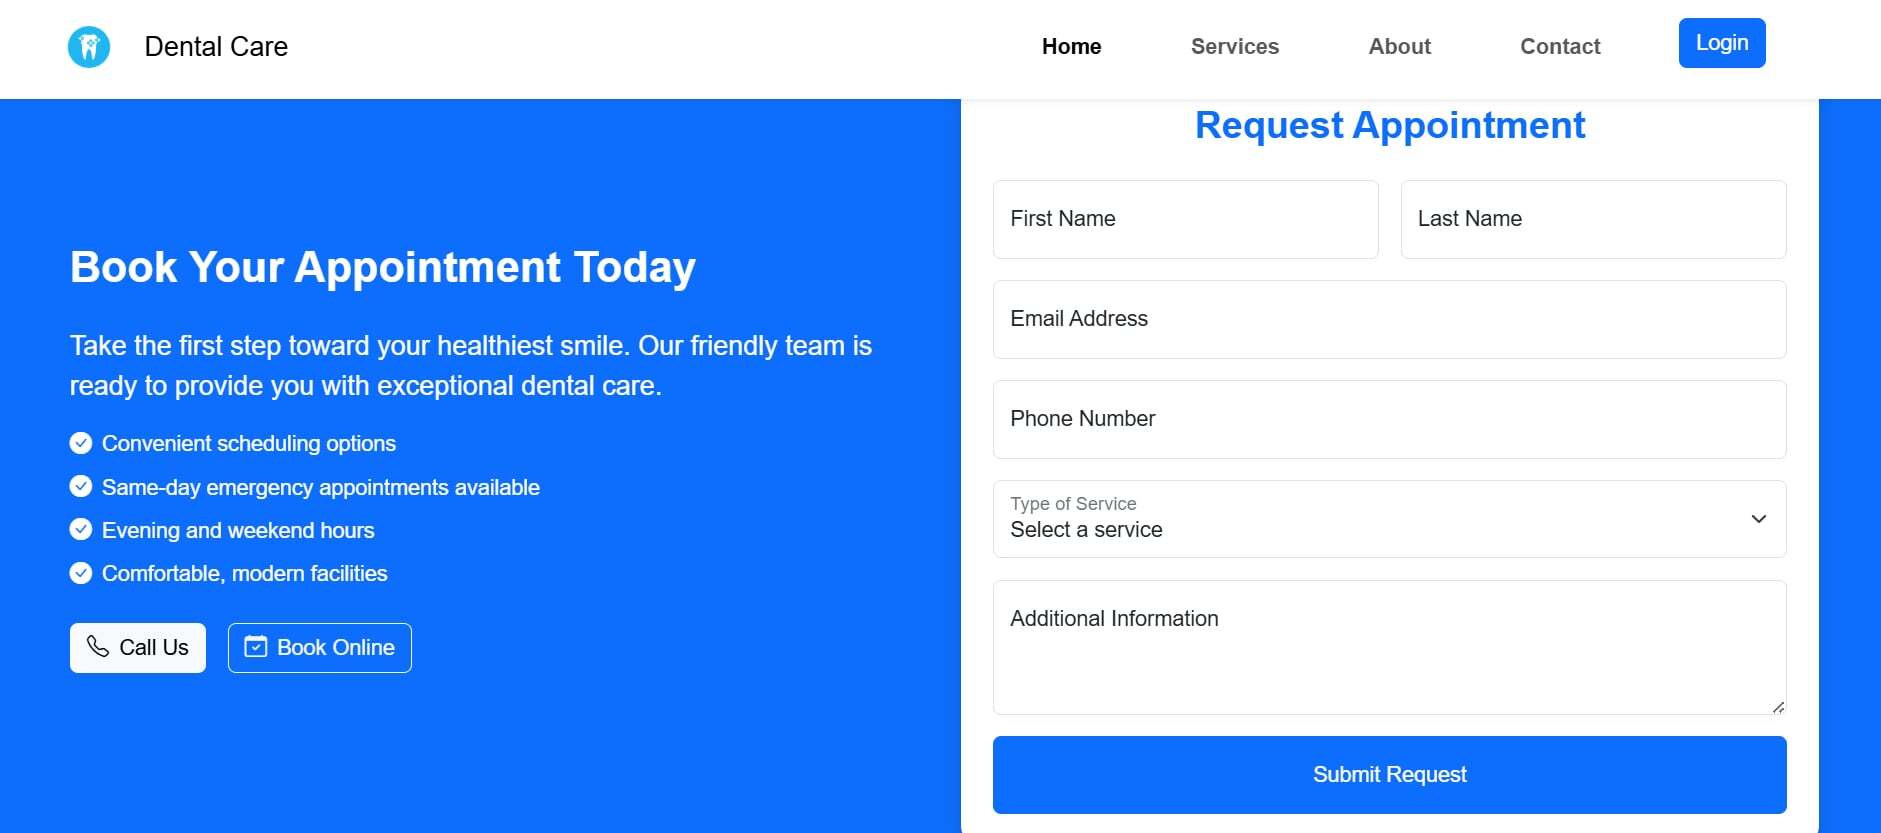 Dental Care
Home
Services
About
Contact
Login
Book Your Appointment Today
Take the first step toward your healthiest smile. Our friendly team is
ready to provide you with exceptional dental care.
Convenient scheduling options
Same-day emergency appointments available
Evening and weekend hours
Comfortable, modern facilities
Call Us
Book Online
Request Appointment
First Name
Last Name
Email Address
Phone Number
Type of Service
Select a service
Additional Information
Submit Request